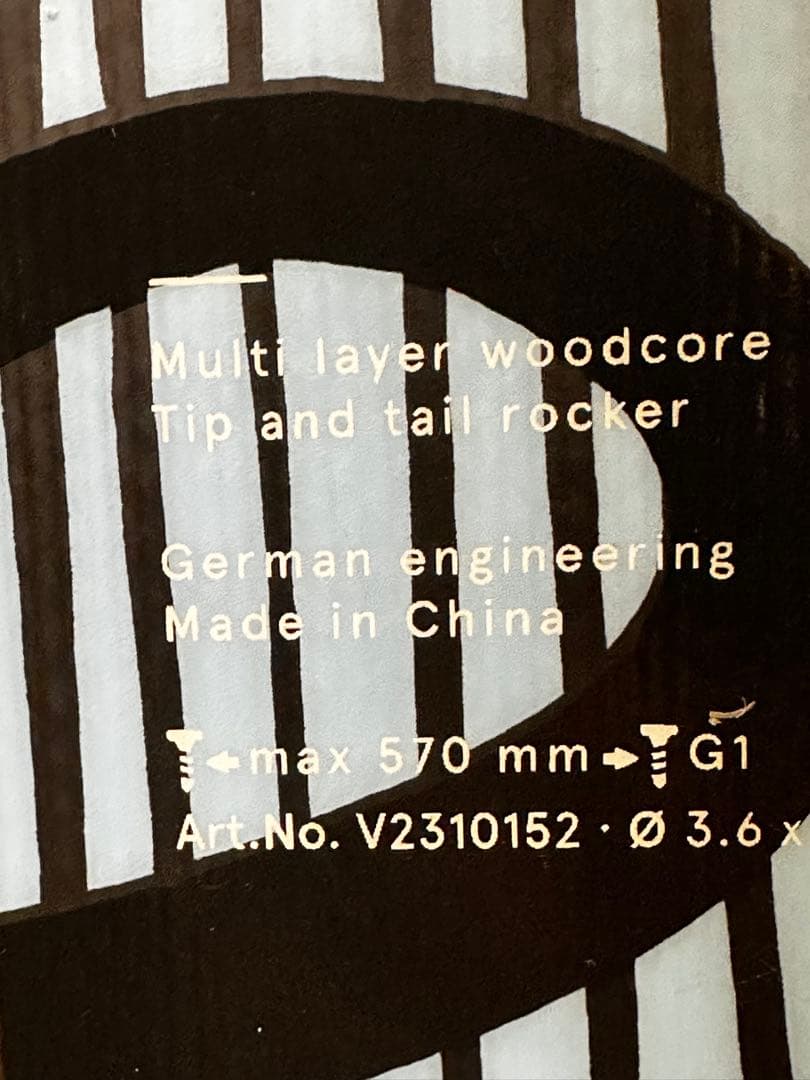 Multi layer woodcore
Tip and tail rocker
German engineering
Made in China
max 570 mm G1
Art.No. V2310152 · Ø 3.6 x